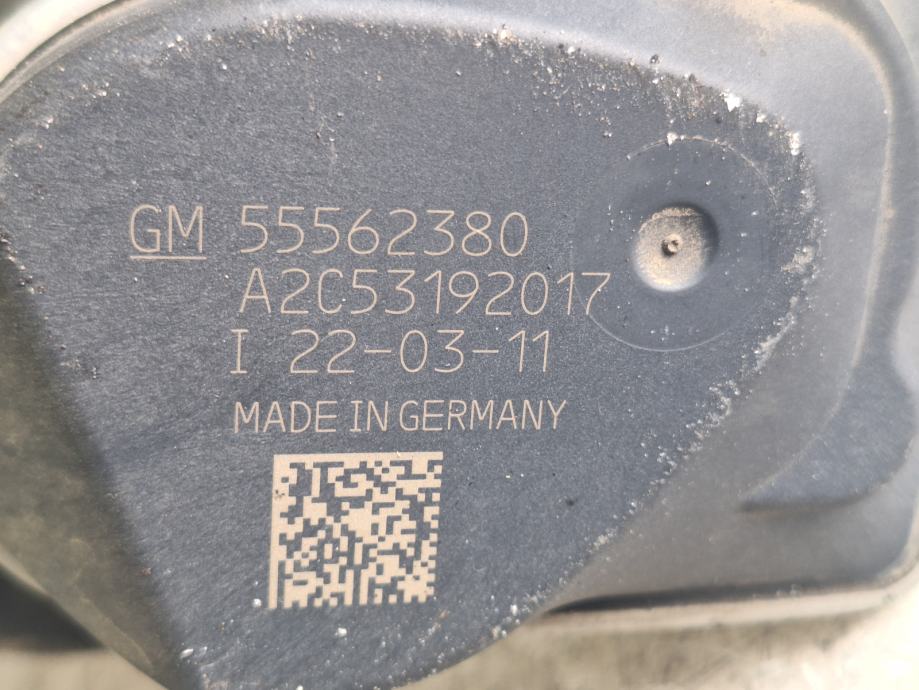 GM 55562380
A2C53192017
I 22-03-11
MADE IN GERMANY